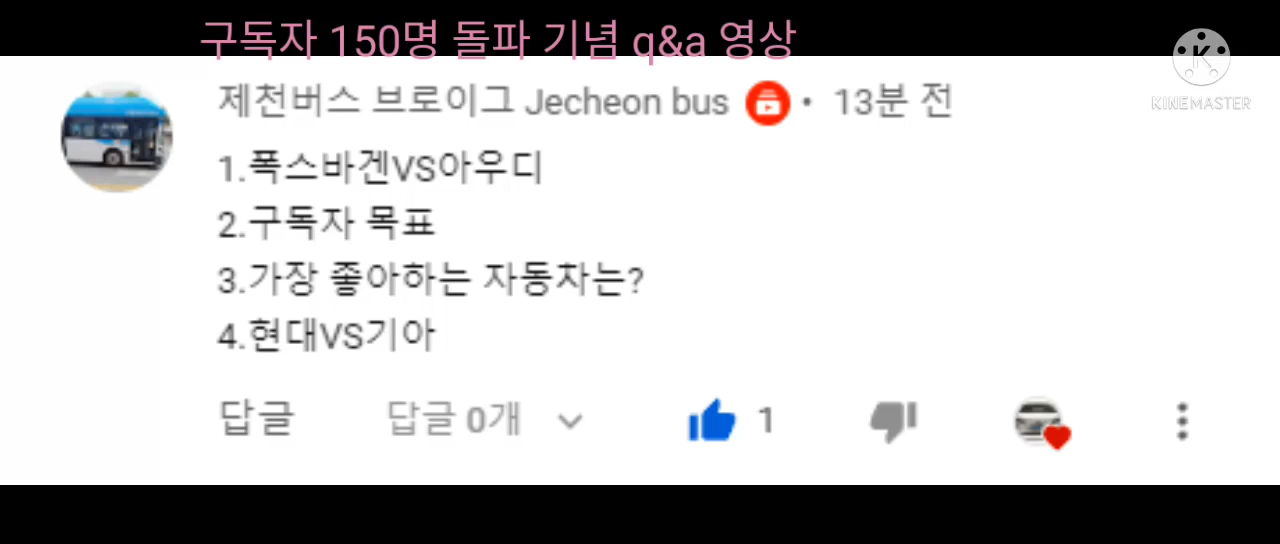 구독자 150명 돌파 기념 q&a 영상
KINEMASTER
제천버스 브로이그 Jecheon bus • 13분 전
1.폭스바겐VS아우디
2.구독자 목표
3.가장 좋아하는 자동차는?
4.현대VS기아
답글 답글 0개 1